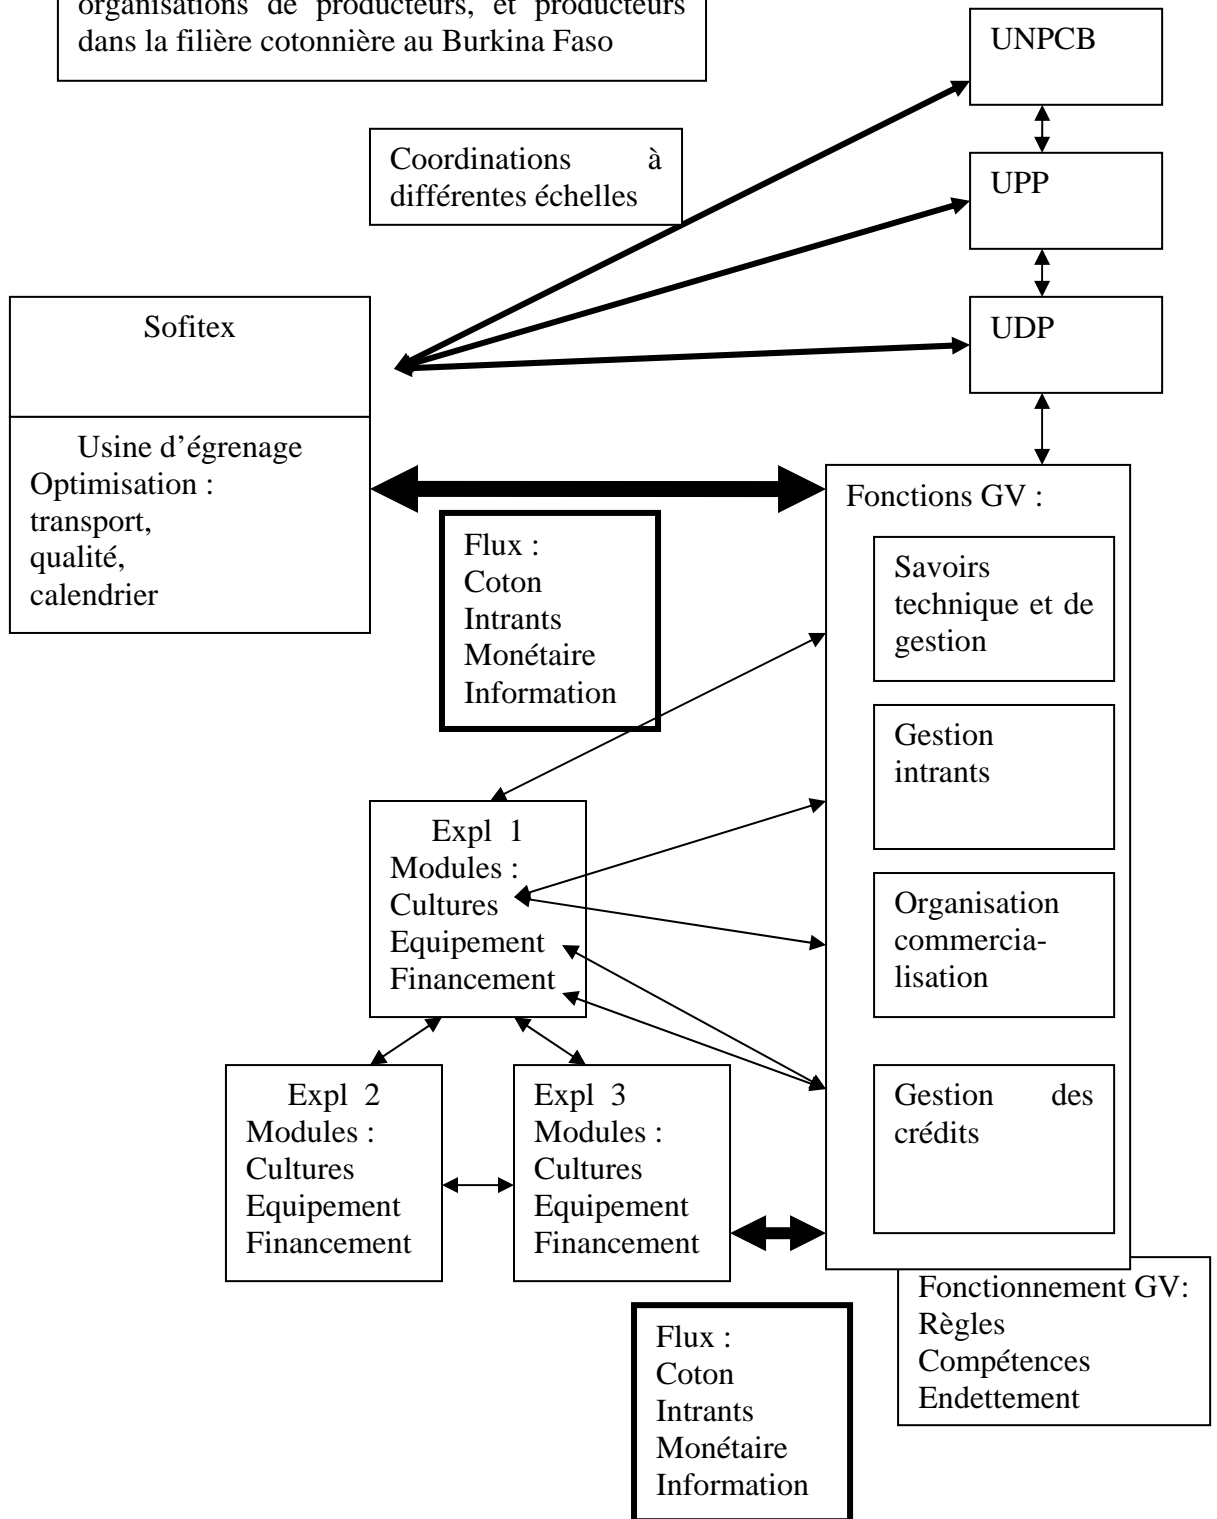 organisations de producteurs, et producteurs
dans la filière cotonnière au Burkina Faso
UNPCB
Coordinations à
différentes échelles
UPP
Sofitex
UDP
Usine d'égrenage
Optimisation :
transport,
qualité,
calendrier
Fonctions GV :
Flux :
Coton
Intrants
Monétaire
Information
Savoirs
technique et de
gestion
Gestion
intrants
Expl 1
Modules :
Cultures
Equipement
Financement
Organisation
commercia-
lisation
Expl 2
Modules :
Cultures
Equipement
Financement
Expl 3
Modules :
Cultures
Equipement
Financement
Gestion des
crédits
Fonctionnement GV:
Règles
Compétences
Endettement
Flux :
Coton
Intrants
Monétaire
Information